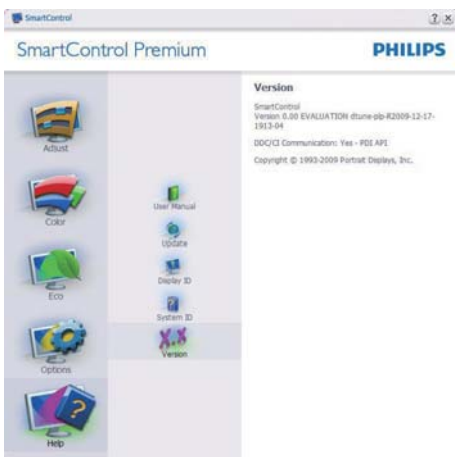 SmartControl
SmartControl Premium
PHILIPS
Adjust
Color
Eco
Options
Help
User Manual
Update
Display ID
System ID
Version
Version
SmartControl
Version 0.00 EVALUATION dtune-plp-R2009-12-17-
1913-04
DDC/CI Communication: Yes - PDI API
Copyright © 1993-2009 Portrait Displays, Inc.